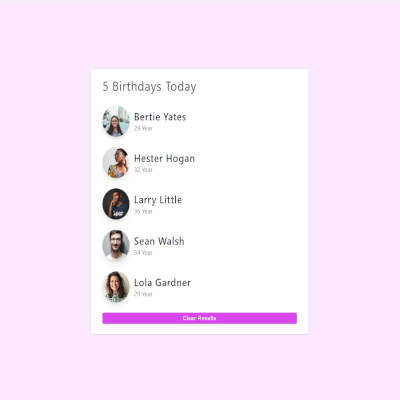 5 Birthdays Today
Bertie Yates
29 Year
Hester Hogan
32 Year
Larry Little
36 Year
Sean Walsh
34 Year
Lola Gardner
29 Year
Clear Results